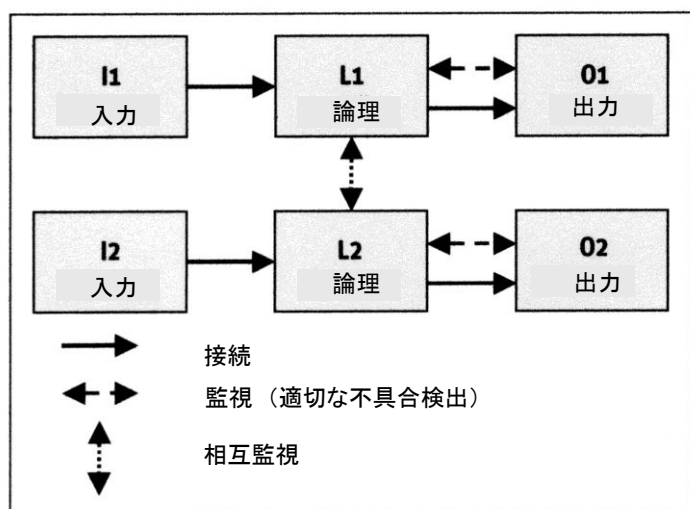 I1
入力
L1
論理
O1
出力
I2
入力
L2
論理
O2
出力
接続
監視（適切な不具合検出）
相互監視